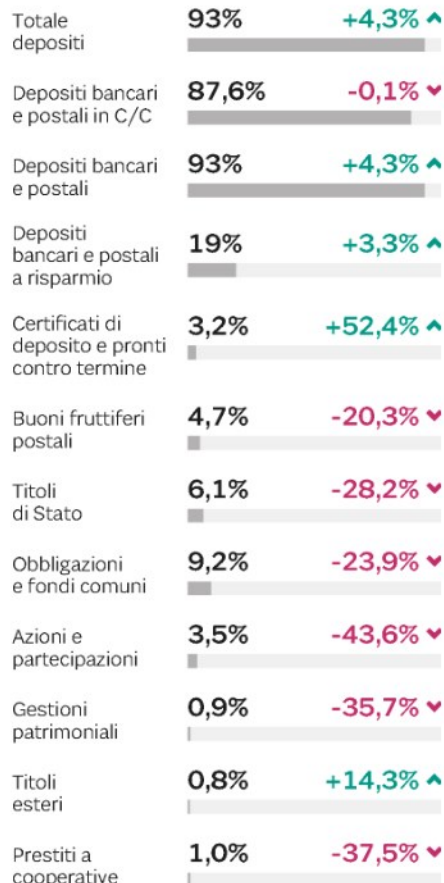 Totale
depositi
93%
+4,3%
Depositi bancari
e postali in C/C
87,6%
-0,1%
Depositi bancari
e postali
93%
+4,3%
Depositi
bancari e postali
a risparmio
19%
+3,3%
Certificati di
deposito e pronti
contro termine
3,2%
+52,4%
Buoni fruttiferi
postali
4,7%
-20,3%
Titoli
di Stato
6,1%
-28,2%
Obbligazioni
e fondi comuni
9,2%
-23,9%
Azioni e
partecipazioni
3,5%
-43,6%
Gestioni
patrimoniali
0,9%
-35,7%
Titoli
esteri
0,8%
+14,3%
Prestiti a
cooperative
1,0%
-37,5%